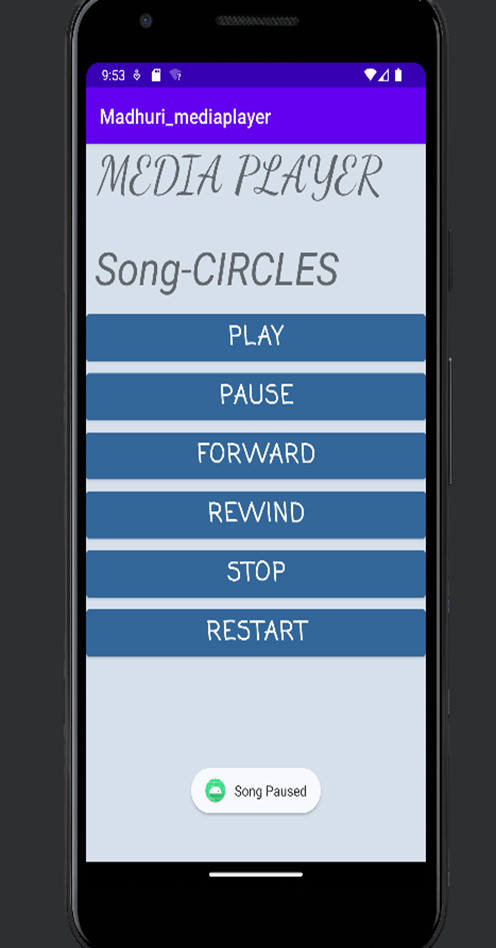 9:53
Madhuri_mediaplayer
MEDIA PLAYER
Song-CIRCLES
PLAY
PAUSE
FORWARD
REWIND
STOP
RESTART
Song Paused